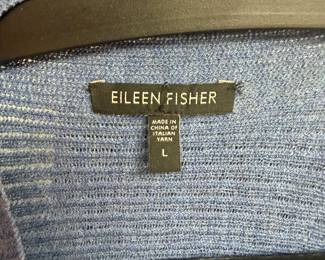 EILEEN FISHER
MADE IN
CHINA OF
ITALIAN
YARN
L